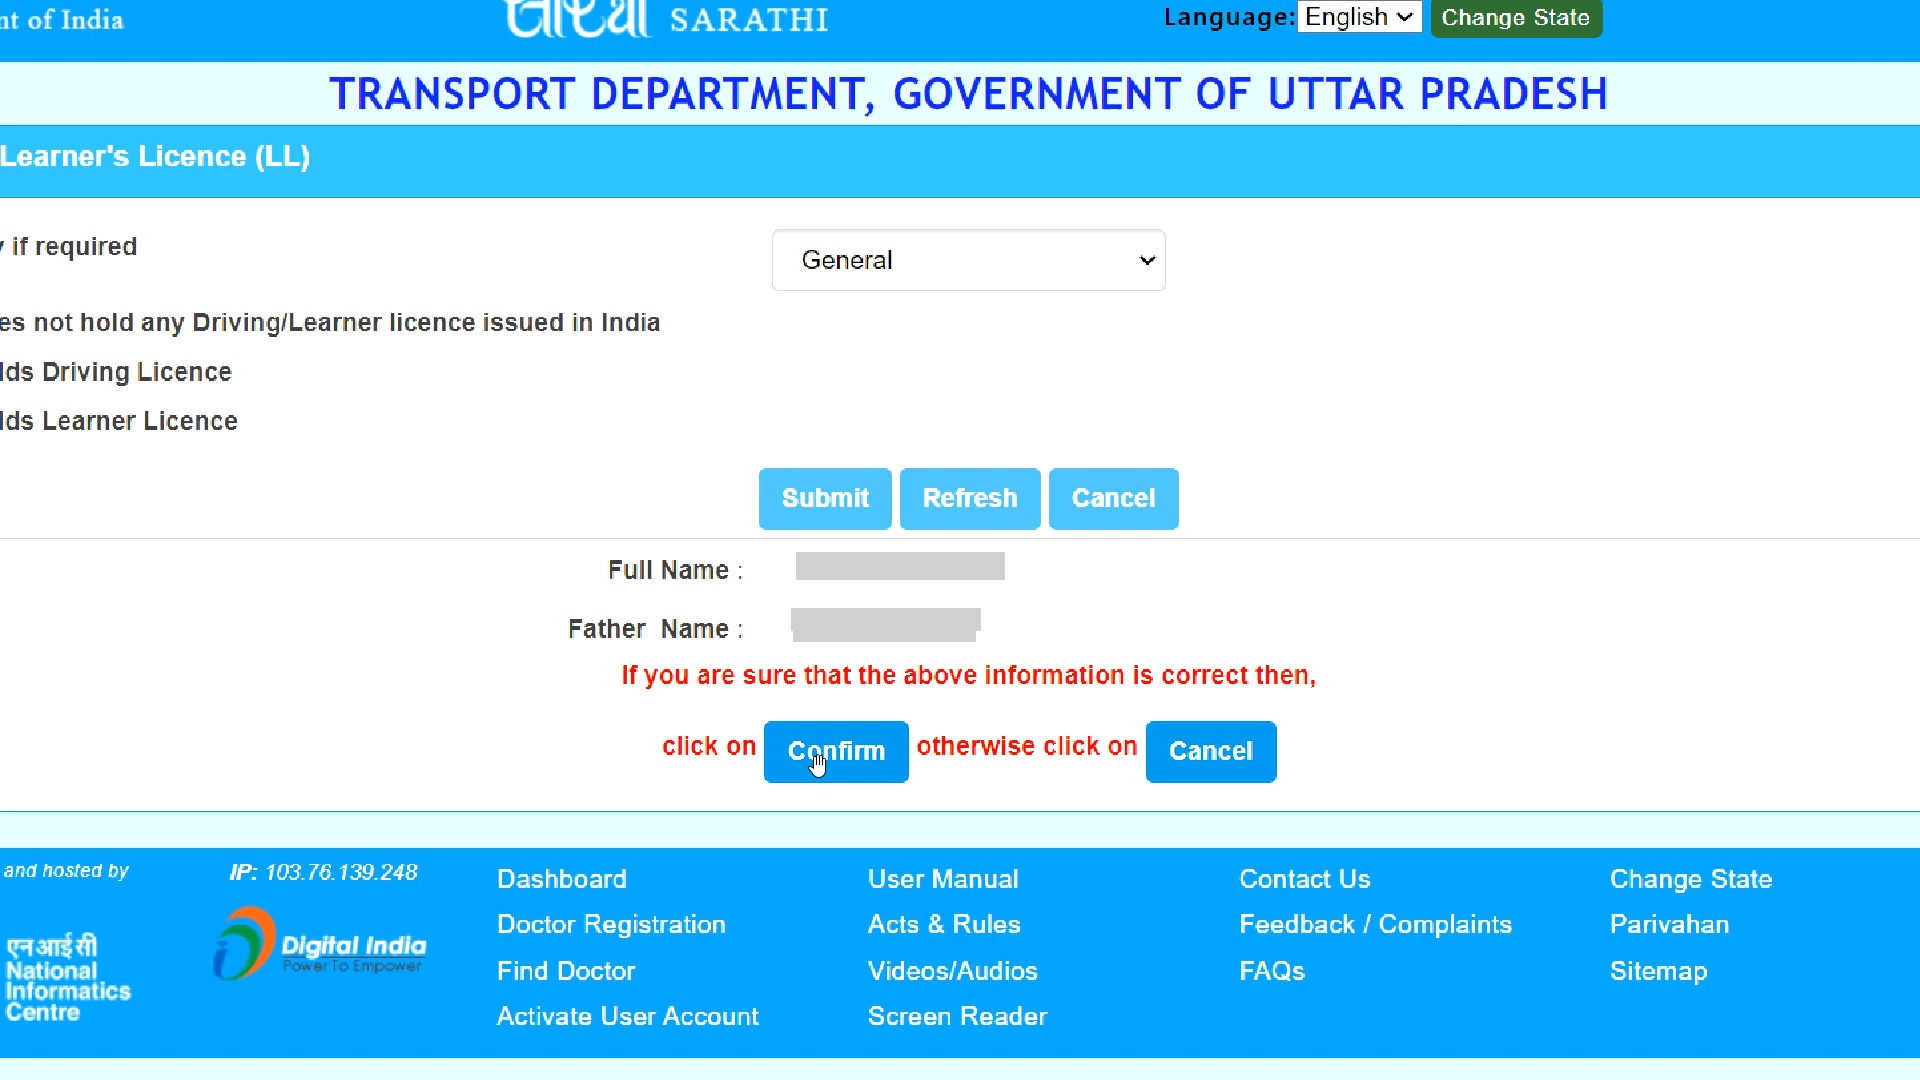 nt of India
सारथी SARATHI
Language: English Change State
TRANSPORT DEPARTMENT, GOVERNMENT OF UTTAR PRADESH
Learner's Licence (LL)
if required
General
es not hold any Driving/Learner licence issued in India
lds Driving Licence
lds Learner Licence
Submit Refresh Cancel
Full Name :
Father Name :
If you are sure that the above information is correct then,
click on Confirm otherwise click on Cancel
and hosted by
IP: 103.76.139.248
एन आई सी
National
Informatics
Centre
Digital India
Power To Empower
Dashboard
Doctor Registration
Find Doctor
Activate User Account
User Manual
Acts & Rules
Videos/Audios
Screen Reader
Contact Us
Feedback / Complaints
FAQs
Change State
Parivahan
Sitemap